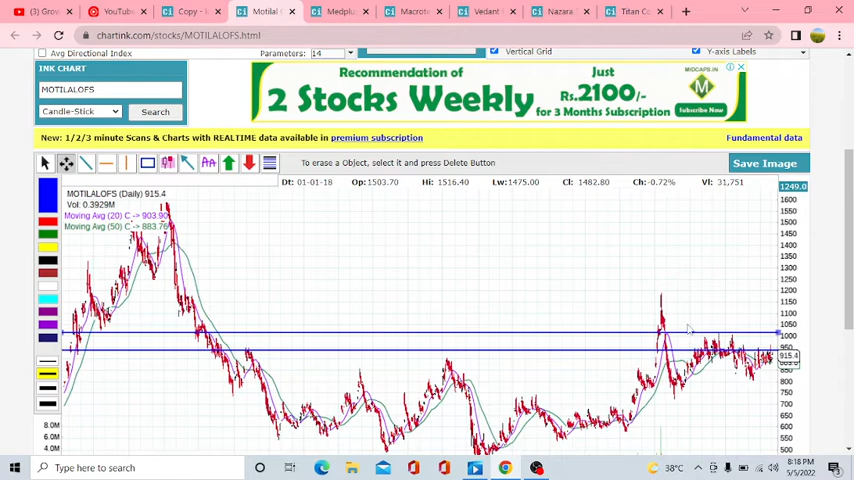 (3) Grow
YouTube
Copy -
Motilal
Medplus
Macrote
Vedant
Nazara
Titan Co
chartink.com/stocks/MOTILALOFS.html
Avg Directional Index
Parameters:
14
Vertical Grid
Y-axis Labels
INK CHART
MOTILALOFS
Candle-Stick
Search
Recommendation of
2 Stocks Weekly
Just
Rs.2100/-
for 3 Months Subscription
MIDCAPS.IN
M
Subscribe Now
New: 1/2/3 minute Scans & Charts with REALTIME data available in premium subscription
Fundamental data
To erase a Object, select it and press Delete Button
Save Image
Dt: 01-01-18 Op:1503.70 Hi: 1516.40 Lw:1475.00 Cl: 1482.80 Ch:-0.72% Vl: 31,751
1249.0
MOTILALOFS (Daily) 915.4
Vol: 0.3929M
Moving Avg (20) C -> 903.90
Moving Avg (50) C -> 883.76
1600
1550
1500
1450
1400
1350
1300
1250
1200
1150
1100
1050
1000
950
915.4
850
800
750
700
650
600
550
500
8.0M
6.0M
4.0M
Type here to search
38°C
8:18 PM
5/5/2022